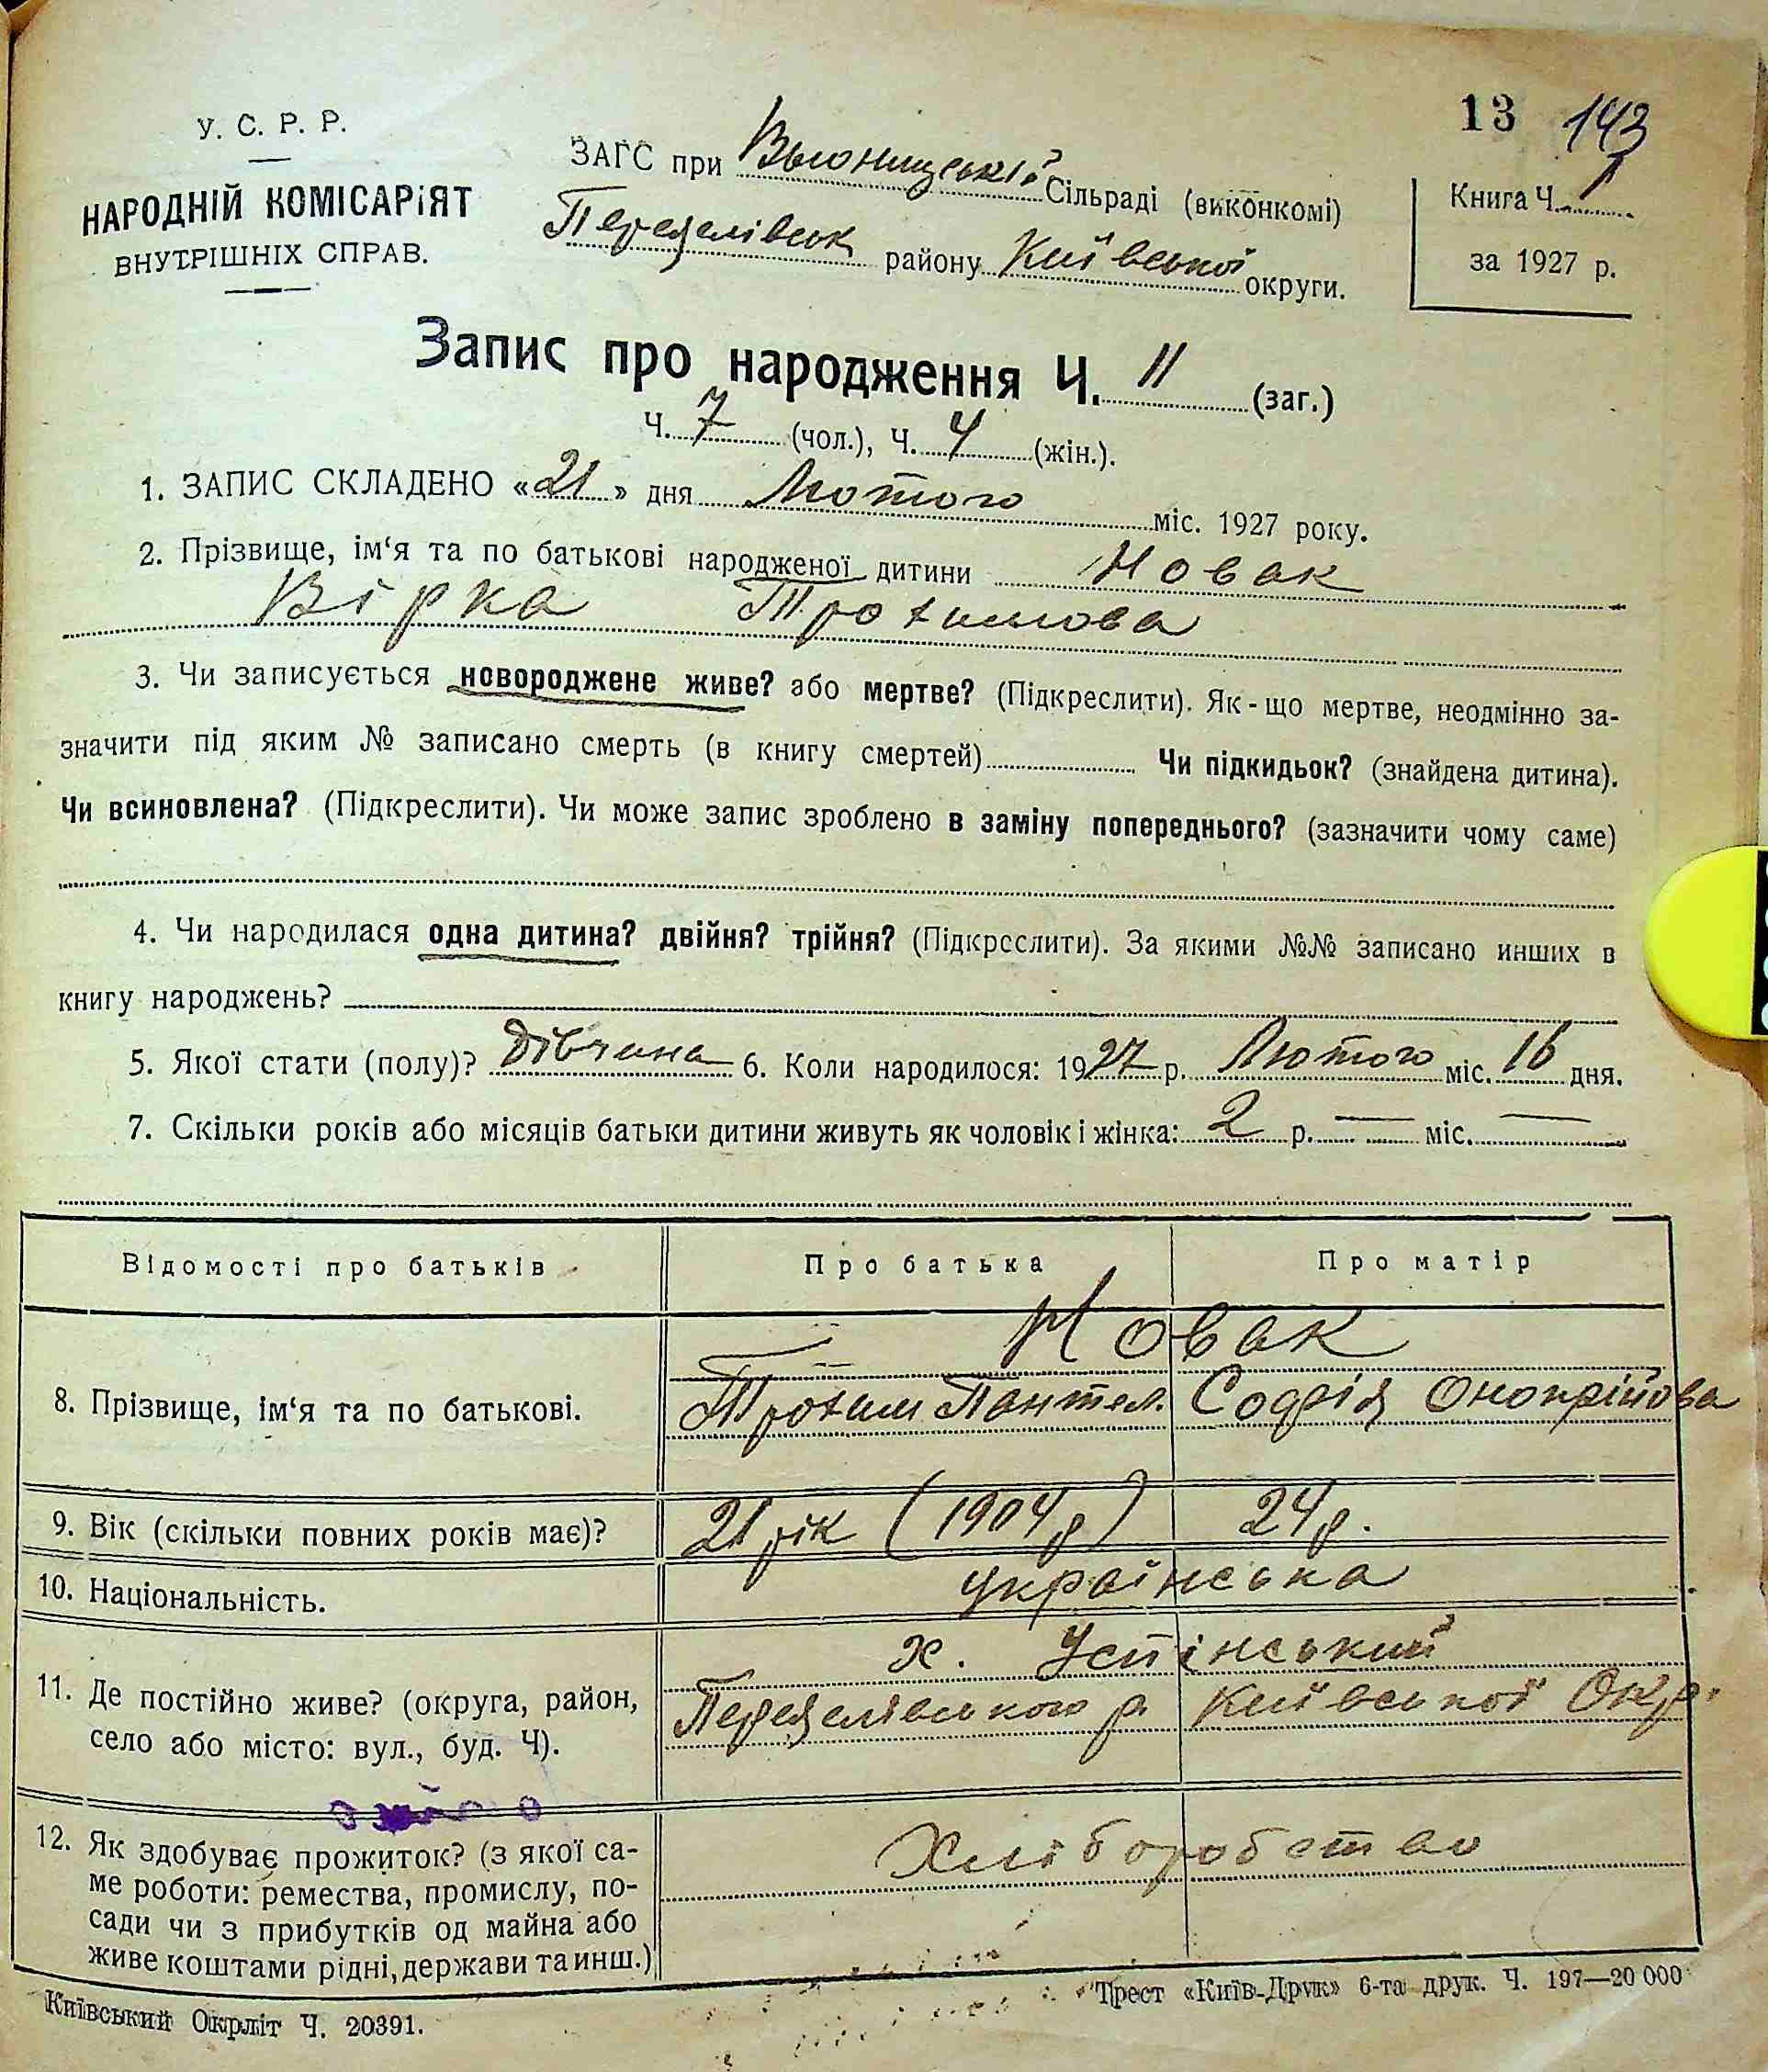 13 143
У. С. Р. Р.
НАРОДНІЙ КОМІСАРІЯТ
ВНУТРІШНІХ СПРАВ.
ЗАГС при Вьюнищській Сільраді (виконкомі)
Переяслівськ району Київської округи.
Книга Ч. 1
за 1927 р.
Запис про народження Ч. 11 (заг.)
Ч. 7 (чол.), Ч. 4 (жін.).
1. ЗАПИС СКЛАДЕНО «21» дня Лютого міс. 1927 року.
2. Прізвище, ім‘я та по батькові народженої дитини Новак
Вірка Трохимова
3. Чи записується новороджене живе? або мертве? (Підкреслити). Як-що мертве, неодмінно за-
значити під яким № записано смерть (в книгу смертей) Чи підкидьок? (знайдена дитина).
Чи всиновлена? (Підкреслити). Чи може запис зроблено в заміну попереднього? (зазначити чому саме)
4. Чи народилася одна дитина? двійня? трійня? (Підкреслити). За якими №№ записано инших в
книгу народжень?
5. Якої стати (полу)? дівчина 6. Коли народилося: 1927 р. Лютого міс. 16 дня.
7. Скільки років або місяців батьки дитини живуть як чоловік і жінка: 2 р. — міс. —
Відомості про батьків Про батька Про матір
Новак
8. Прізвище, ім‘я та по батькові. Трохим Пантел. Софія Онопрійова
9. Вік (скільки повних років має)? 21 рік (1904 р) 24 р.
10. Національність. українська
х. Успінський
11. Де постійно живе? (округа, район,
село або місто: вул., буд. Ч). Переяслівського р. Київської Окр.
12. Як здобуває прожиток? (з якої са-
ме роботи: ремества, промислу, по-
сади чи з прибутків од майна або
живе коштами рідні, держави та инш.)
Хліборобство
Київський Окрліт Ч. 20391.
Трест «Київ-Друк» 6-та друк. Ч. 197—20 000